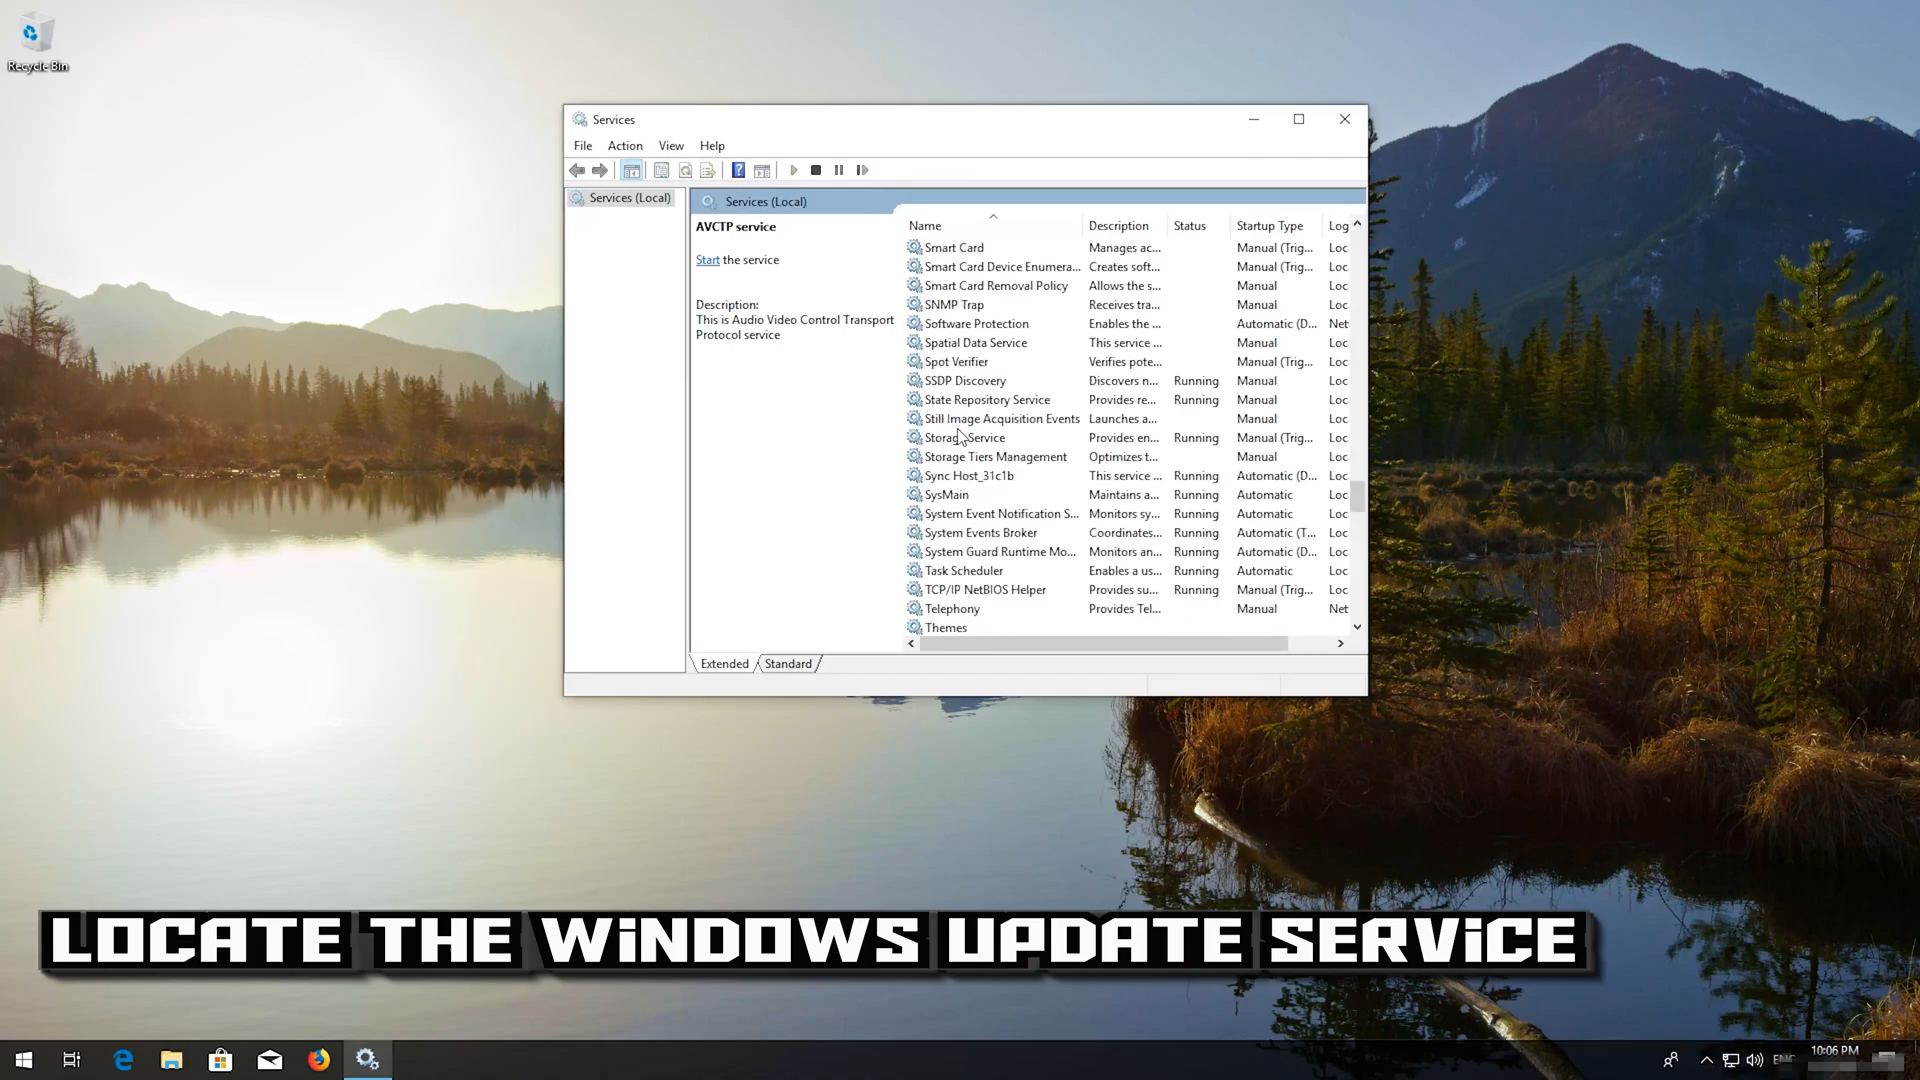 Recycle Bin
Services
File Action View Help
Services (Local)
Services (Local)
AVCTP service
Start the service
Description:
This is Audio Video Control Transport
Protocol service
Name Description Status Startup Type Log
Smart Card Manages ac... Manual (Trig... Loc
Smart Card Device Enumera... Creates soft... Manual (Trig... Loc
Smart Card Removal Policy Allows the s... Manual Loc
SNMP Trap Receives tra... Manual Loc
Software Protection Enables the ... Automatic (D... Net
Spatial Data Service This service ... Manual Loc
Spot Verifier Verifies pote... Manual (Trig... Loc
SSDP Discovery Discovers n... Running Manual Loc
State Repository Service Provides re... Running Manual Loc
Still Image Acquisition Events Launches a... Manual Loc
Storage Service Provides en... Running Manual (Trig... Loc
Storage Tiers Management Optimizes t... Manual Loc
Sync Host_31c1b This service ... Running Automatic (D... Loc
SysMain Maintains a... Running Automatic Loc
System Event Notification S... Monitors sy... Running Automatic Loc
System Events Broker Coordinates... Running Automatic (T... Loc
System Guard Runtime Mo... Monitors an... Running Automatic (D... Loc
Task Scheduler Enables a us... Running Automatic Loc
TCP/IP NetBIOS Helper Provides su... Running Manual (Trig... Loc
Telephony Provides Tel... Manual Net
Themes
Extended Standard
LOCATE THE WiNDOWS UPDATE SERViCE
ENG 10:06 PM